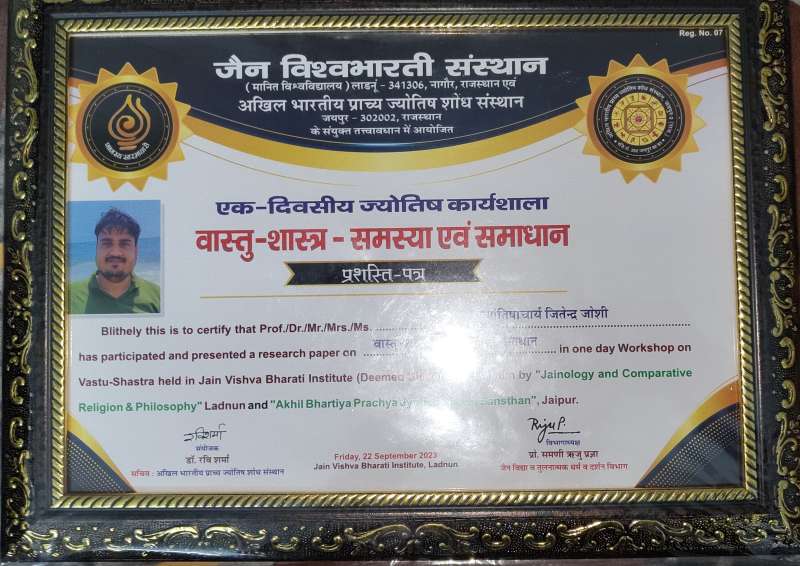 Reg. No. 07
जैन विश्वभारती संस्थान
( मानित विश्वविद्यालय ) लाडनूं - 341306, नागौर, राजस्थान एवं
अखिल भारतीय प्राच्य ज्योतिष शोध संस्थान
जयपुर - 302002, राजस्थान
के संयुक्त तत्त्वावधान में आयोजित
एक-दिवसीय ज्योतिष कार्यशाला
वास्तु-शास्त्र - समस्या एवं समाधान
प्रशस्ति-पत्र
Blithely this is to certify that Prof./Dr./Mr./Mrs./Ms. जितेन्द्र जोशी
has participated and presented a research paper on in one day Workshop on
Vastu-Shastra held in Jain Vishva Bharati Institute by "Jainology and Comparative
Religion & Philosophy" Ladnun and "Akhil Bhartiya Prachya Sansthan", Jaipur.
रविशर्मा
संयोजक
डॉ. रवि शर्मा
सचिव : अखिल भारतीय प्राच्य ज्योतिष शोध संस्थान
Friday, 22 September 2023
Jain Vishva Bharati Institute, Ladnun
Riju P.
विभागाध्यक्ष
प्रो. समणी ऋजु प्रज्ञा
जैन विद्या व तुलनात्मक धर्म व दर्शन विभाग